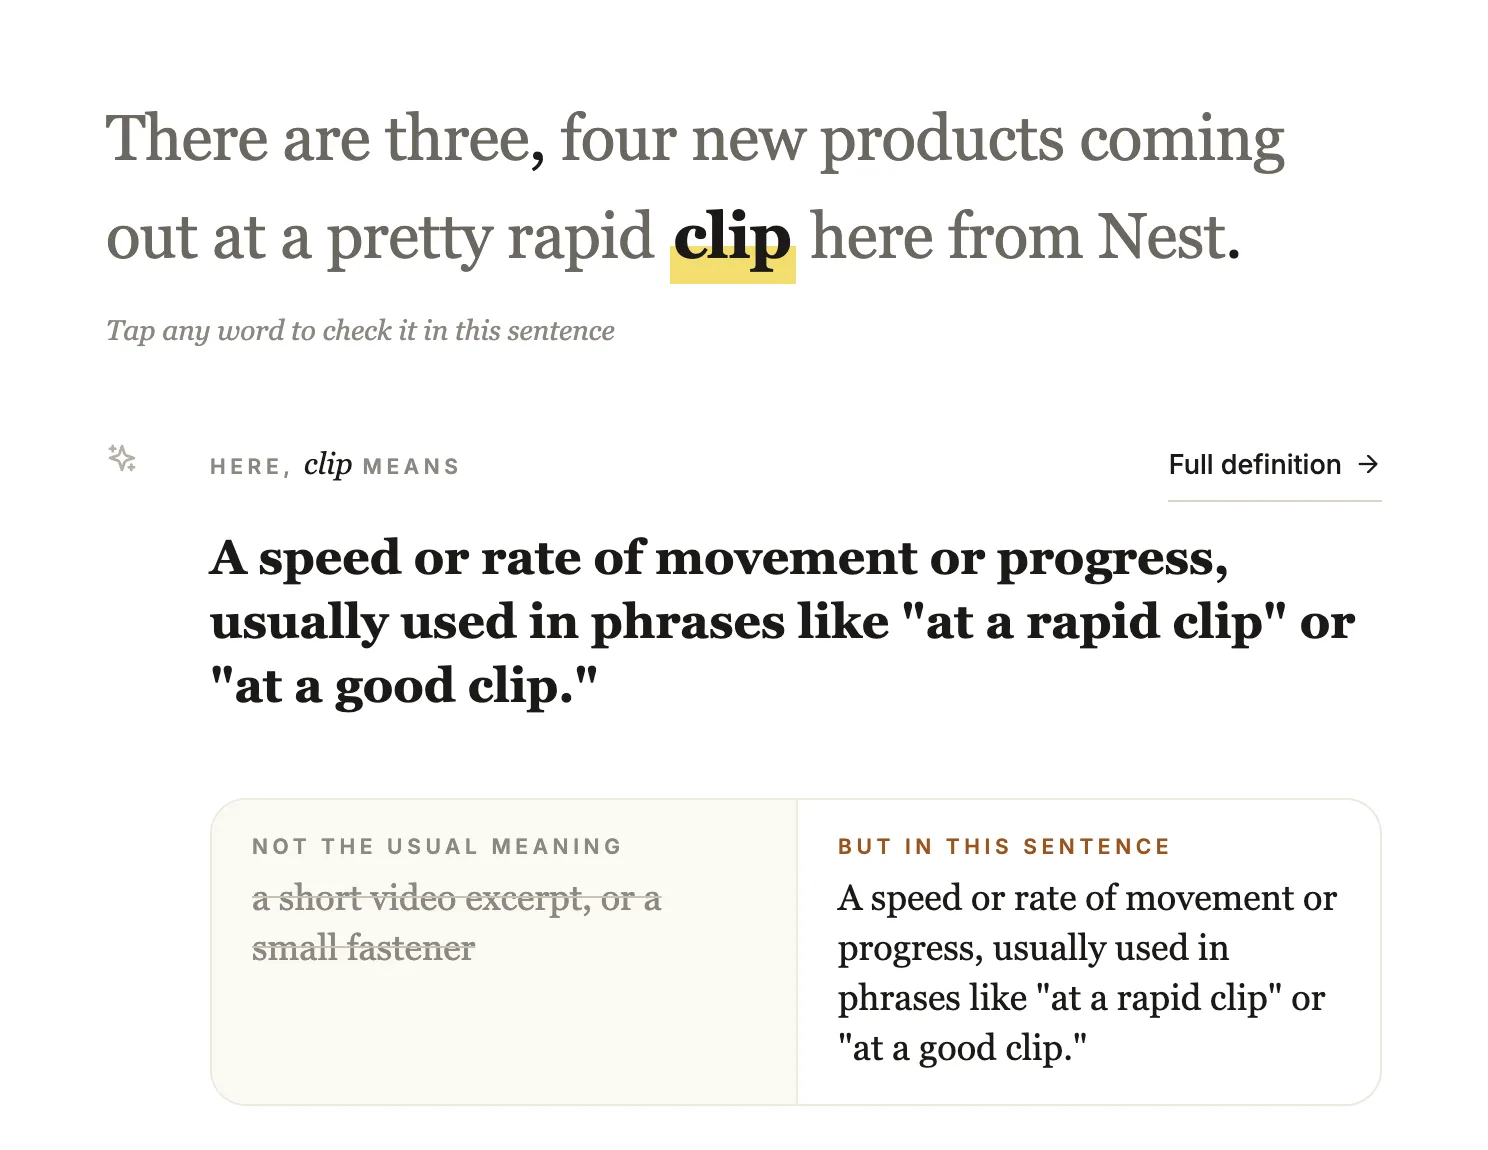 There are three, four new products coming
out at a pretty rapid clip here from Nest.
Tap any word to check it in this sentence
HERE, clip MEANS
Full definition →
A speed or rate of movement or progress,
usually used in phrases like "at a rapid clip" or
"at a good clip."
NOT THE USUAL MEANING
a short video excerpt, or a
small fastener
BUT IN THIS SENTENCE
A speed or rate of movement or
progress, usually used in
phrases like "at a rapid clip" or
"at a good clip."